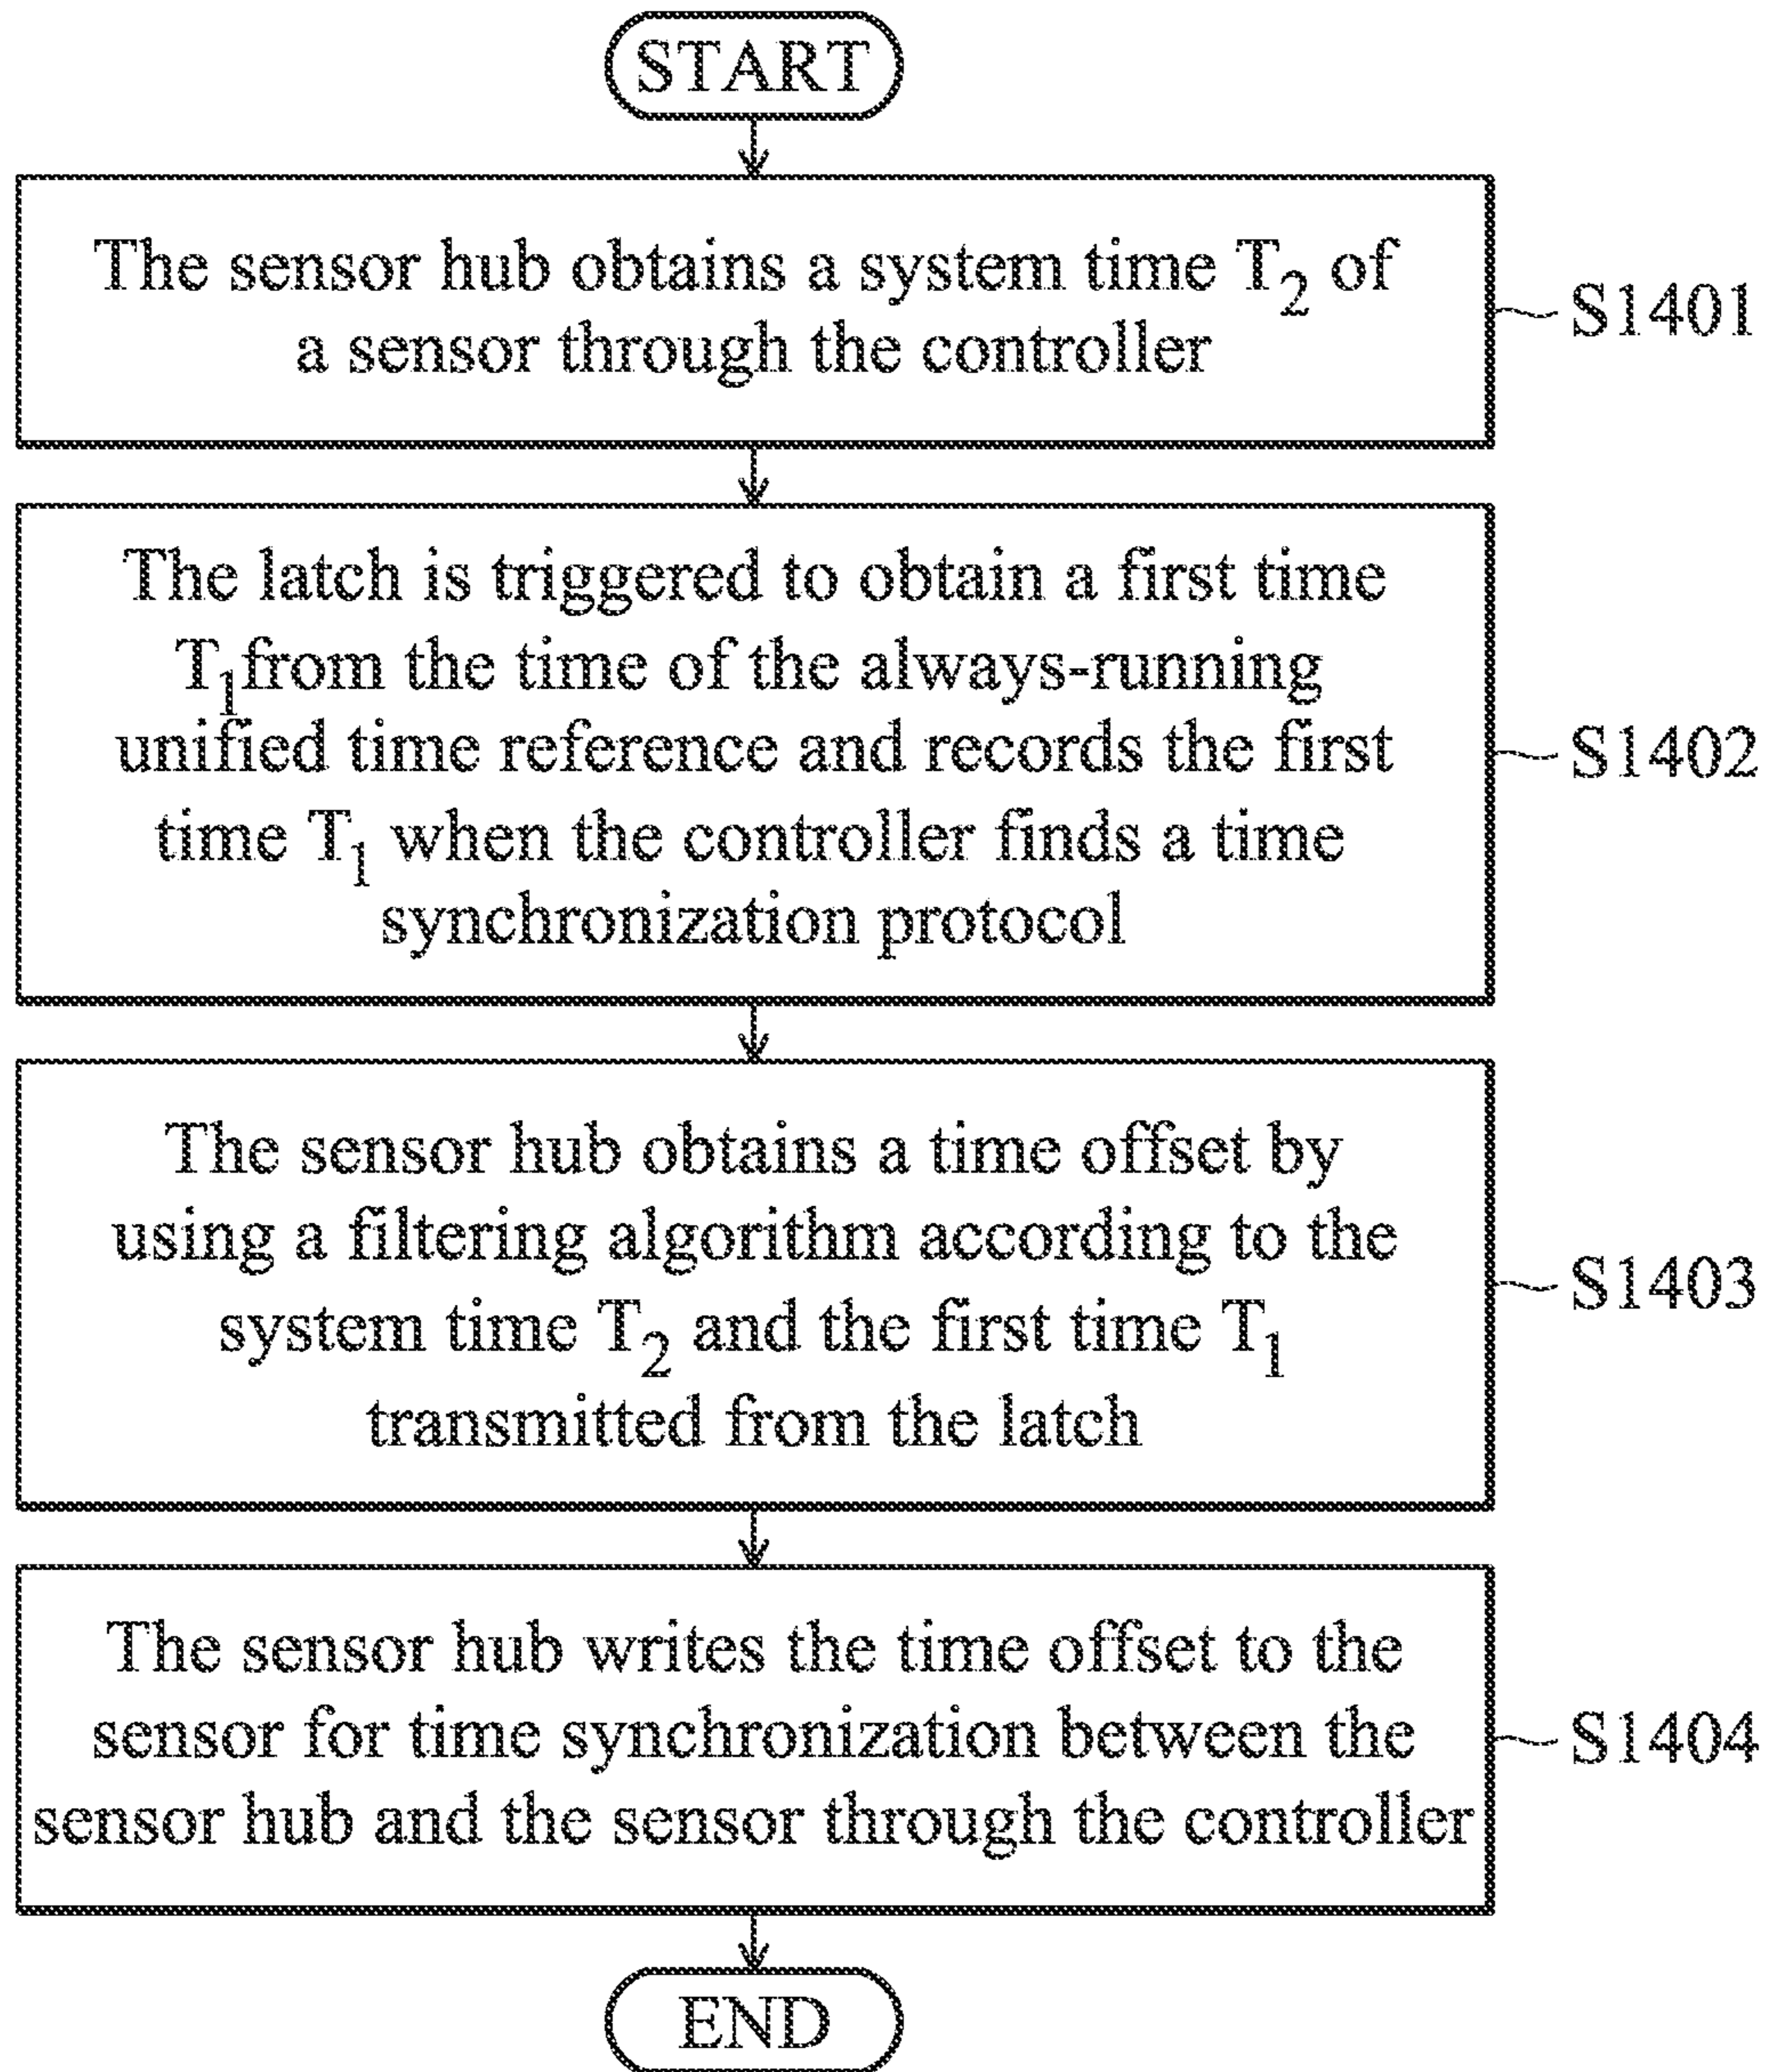 START
The sensor hub obtains a system time T₂ of
a sensor through the controller
S1401
The latch is triggered to obtain a first time
T₁from the time of the always-running
unified time reference and records the first
time T₁ when the controller finds a time
synchronization protocol
S1402
The sensor hub obtains a time offset by
using a filtering algorithm according to the
system time T₂ and the first time T₁
transmitted from the latch
S1403
The sensor hub writes the time offset to the
sensor for time synchronization between the
sensor hub and the sensor through the controller
S1404
END